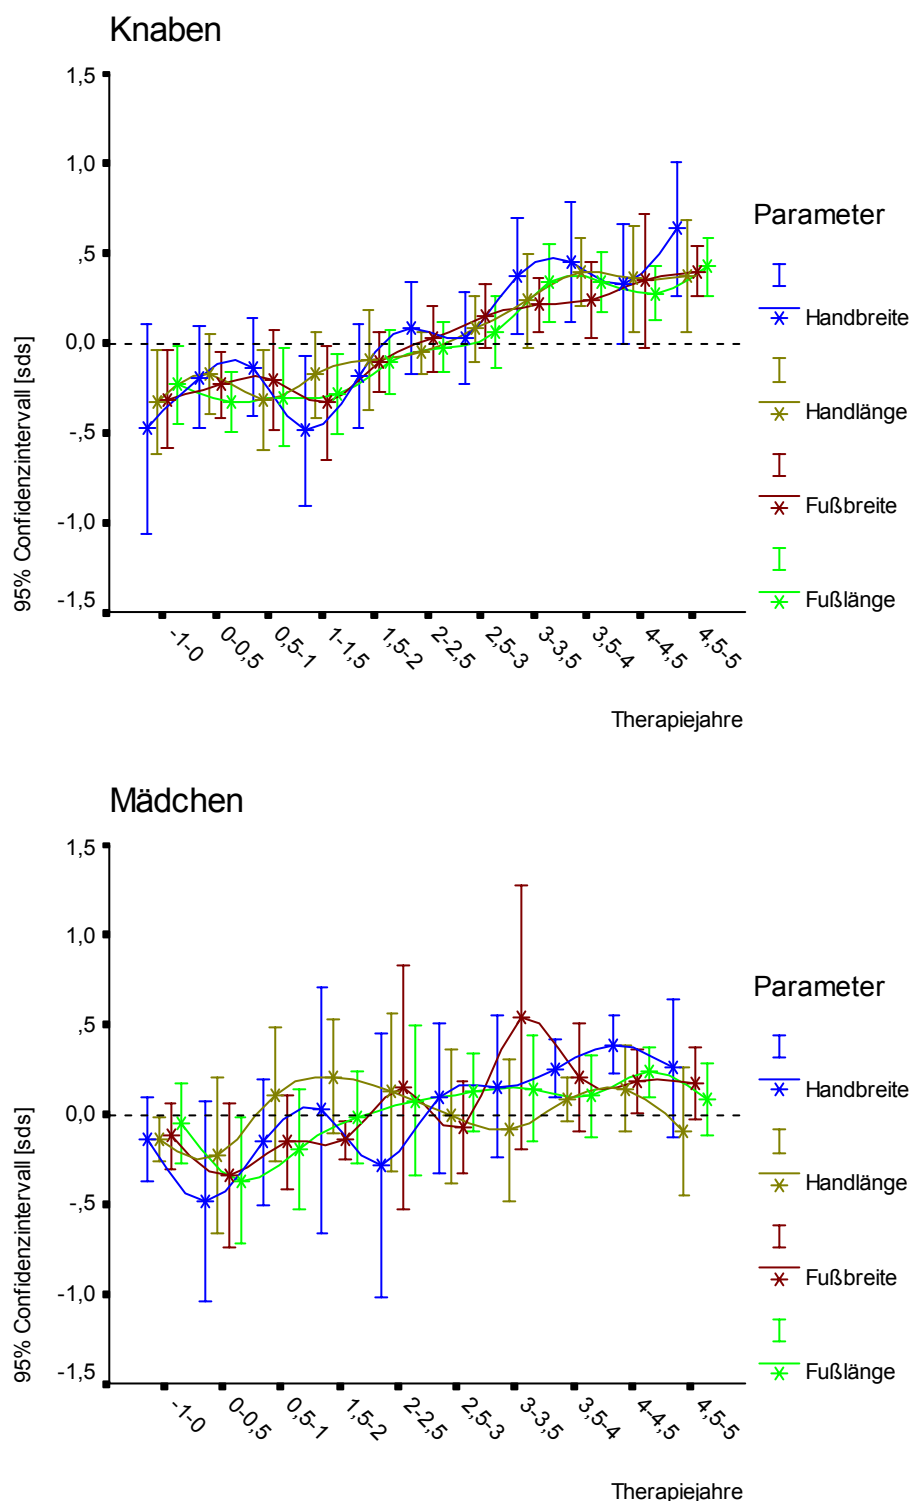 Knaben
1,5
1,0
,5
0,0
-,5
-1,0
-1,5
95% Confidenzintervall [sds]
-1-0
0-0,5
0,5-1
1-1,5
1,5-2
2-2,5
2,5-3
3-3,5
3,5-4
4-4,5
4,5-5
Therapiejahre
Parameter
Handbreite
Handlänge
Fußbreite
Fußlänge
Mädchen
1,5
1,0
,5
0,0
-,5
-1,0
-1,5
95% Confidenzintervall [sds]
-1-0
0-0,5
0,5-1
1,5-2
2-2,5
2,5-3
3-3,5
3,5-4
4-4,5
4,5-5
Therapiejahre
Parameter
Handbreite
Handlänge
Fußbreite
Fußlänge